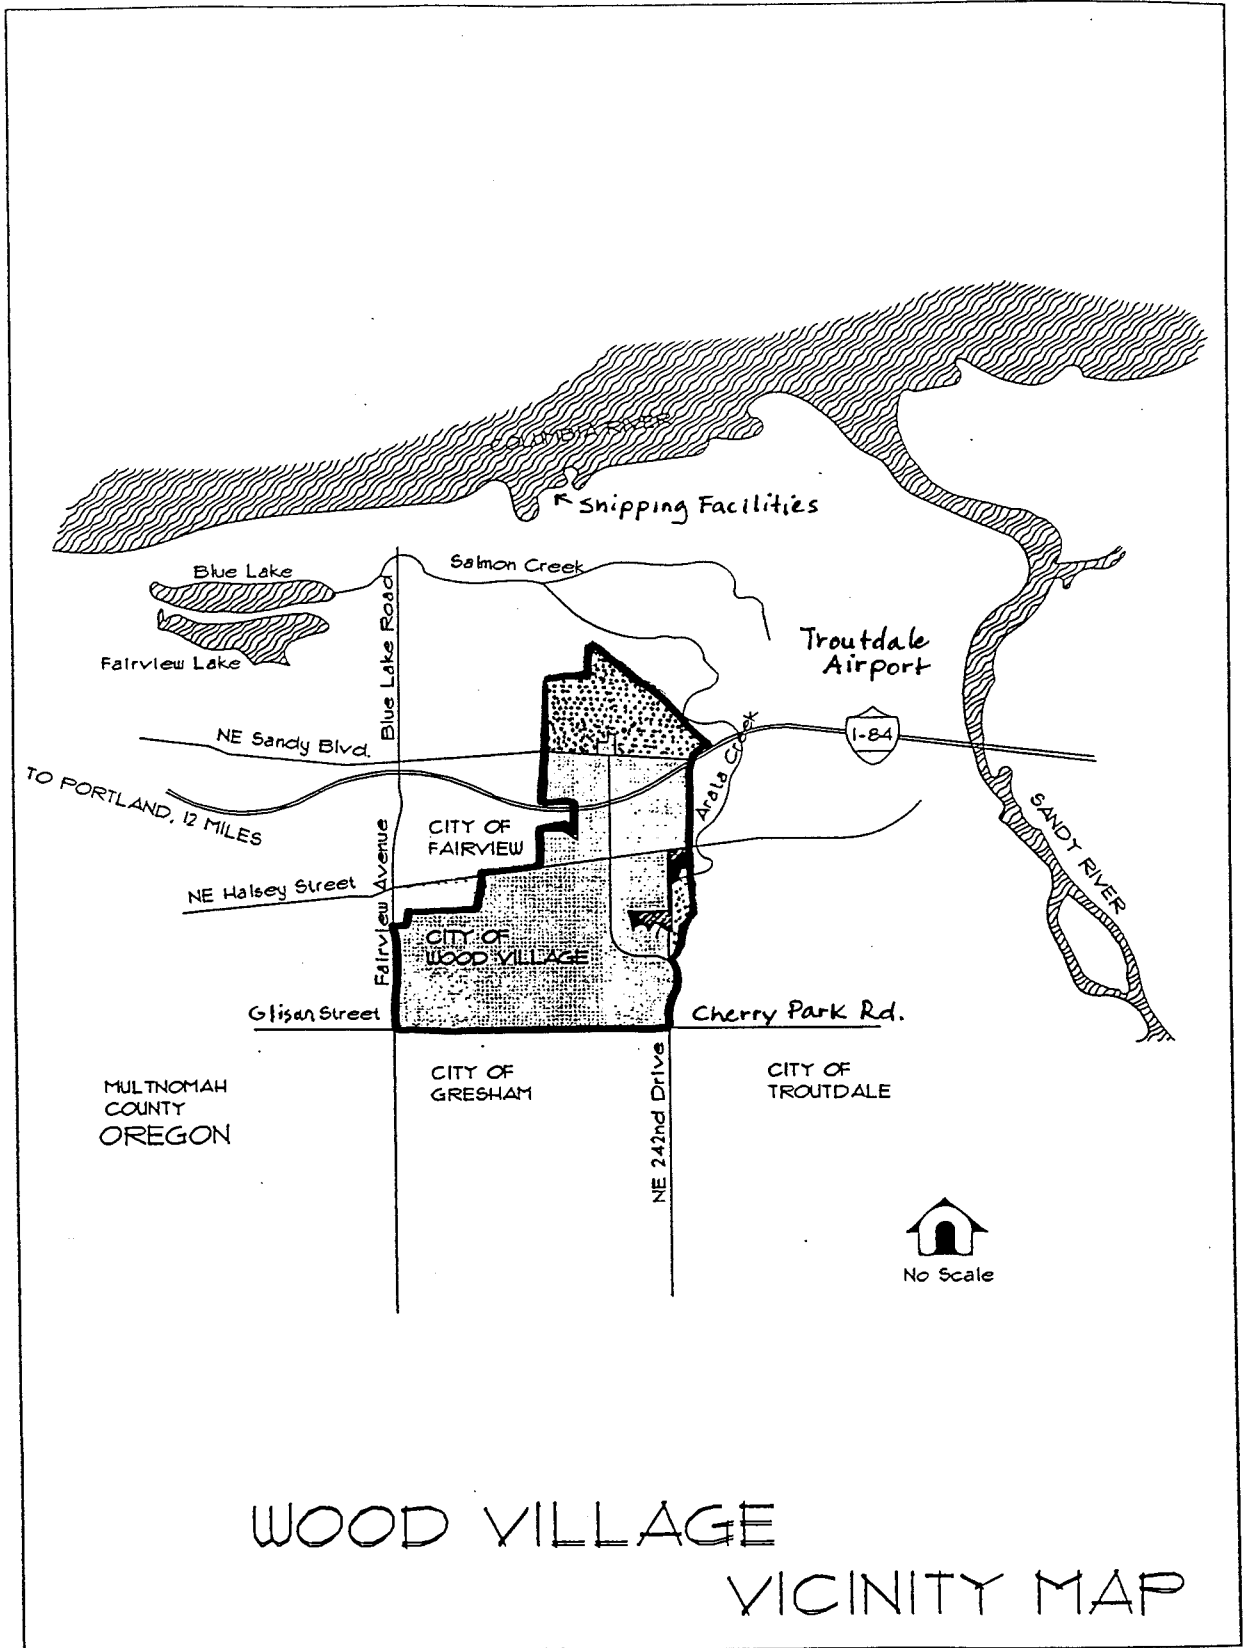 COLUMBIA RIVER
Shipping Facilities
Blue Lake
Salmon Creek
Blue Lake Road
Fairview Lake
Troutdale
Airport
NE Sandy Blvd.
I-84
Arata Creek
TO PORTLAND, 12 MILES
SANDY RIVER
CITY OF
FAIRVIEW
Fairview Avenue
NE Halsey Street
CITY OF
WOOD VILLAGE
Glisan Street
Cherry Park Rd.
MULTNOMAH
COUNTY
OREGON
CITY OF
GRESHAM
NE 242nd Drive
CITY OF
TROUTDALE
No Scale
WOOD VILLAGE
VICINITY MAP